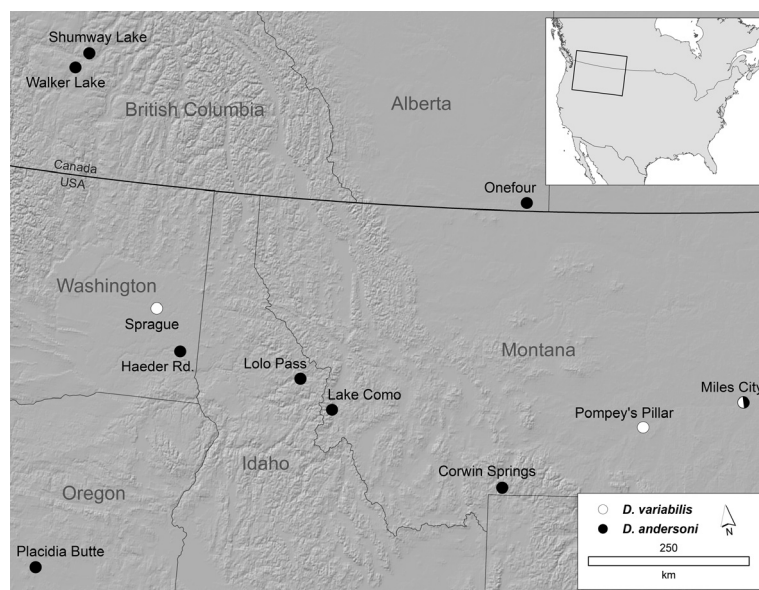 Shumway Lake
Walker Lake
British Columbia
Alberta
Canada
USA
Onefour
Washington
Sprague
Haeder Rd.
Lolo Pass
Lake Como
Montana
Miles City
Pompey's Pillar
Idaho
Corwin Springs
Oregon
Placidia Butte
D. variabilis
D. andersoni
N
250
km